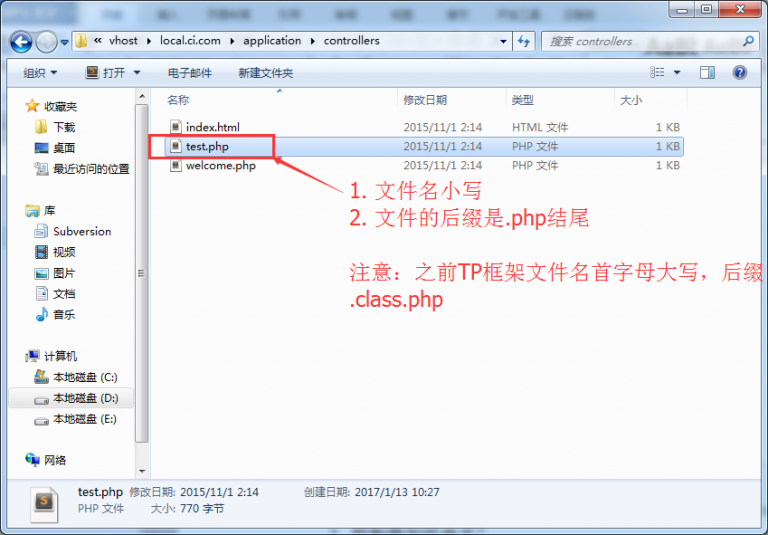 « vhost ▸ local.ci.com ▸ application ▸ controllers
搜索 controllers
组织 打开 电子邮件 新建文件夹
收藏夹
下载
桌面
最近访问的位置
库
Subversion
视频
图片
文档
音乐
计算机
本地磁盘 (C:)
本地磁盘 (D:)
本地磁盘 (E:)
网络
名称 修改日期 类型 大小
index.html 2015/11/1 2:14 HTML 文件 1 KB
test.php 2015/11/1 2:14 PHP 文件 1 KB
welcome.php 2015/11/1 2:14 PHP 文件 1 KB
1. 文件名小写
2. 文件的后缀是.php结尾
注意：之前TP框架文件名首字母大写，后缀
.class.php
test.php 修改日期: 2015/11/1 2:14 创建日期: 2017/1/13 10:27
PHP 文件 大小: 770 字节